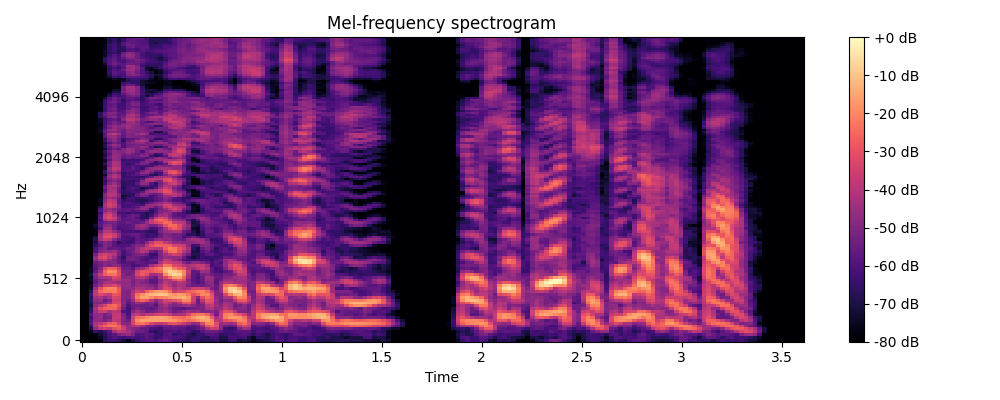 Mel-frequency spectrogram
+0 dB
-10 dB
-20 dB
-30 dB
-40 dB
-50 dB
-60 dB
-70 dB
-80 dB
4096
2048
1024
512
0
Hz
0 0.5 1 1.5 2 2.5 3 3.5
Time